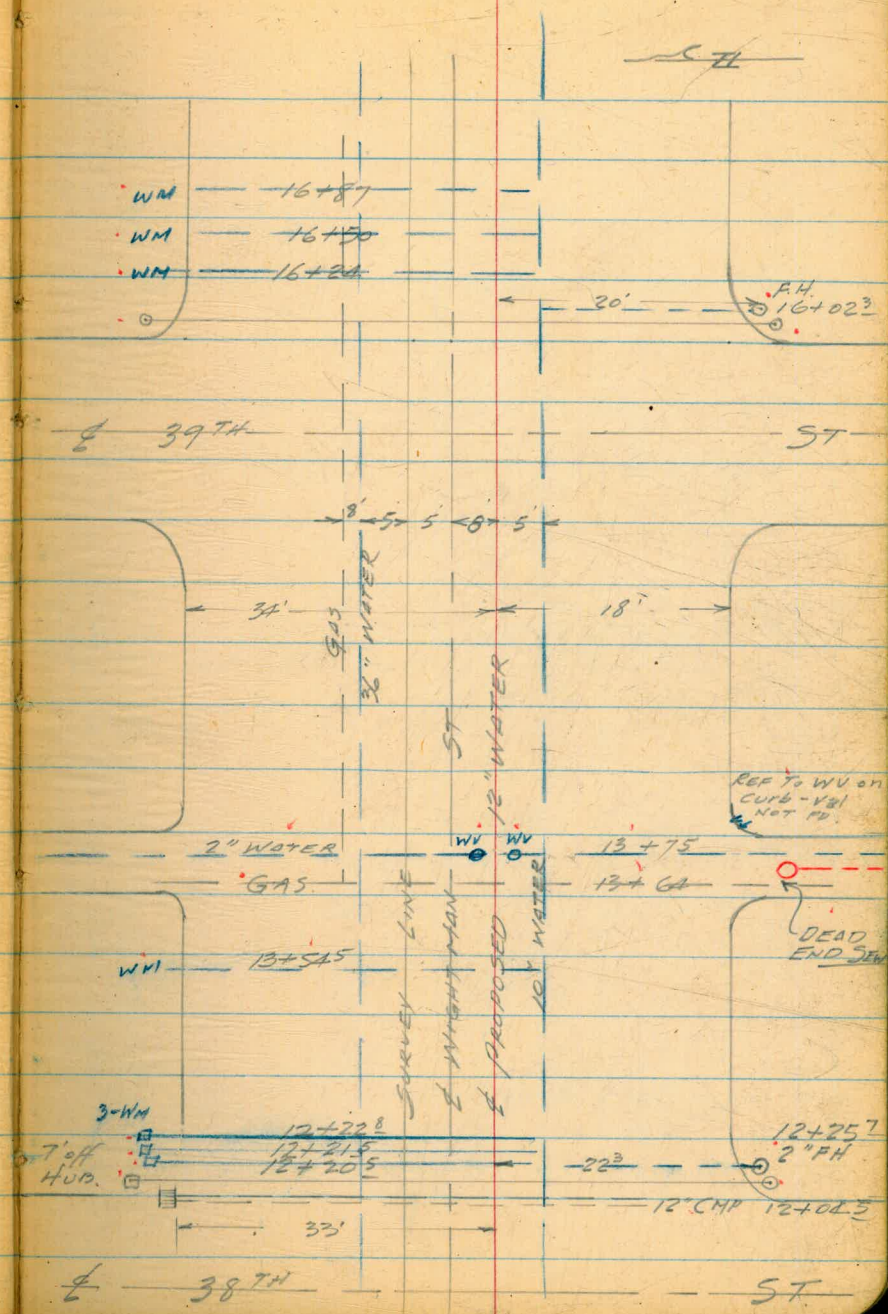 WM 16+87
WM 16+50
WM 16+24
20'
F.H.
16+02³
℄ 39TH ST
8' 5 5' 8' 5'
34' 18'
GAS
36" WATER
REF TO WV on
Curb-Val
NOT FD.
WV WV
2" WATER 13+75
GAS 13+64
DEAD
END SEW
WM 13+54⁵
SURVEY LINE
℄ WIGHTMAN ST
℄ PROPOSED 12" WATER
10" WATER
3-WM
12+22⁸ 12+25⁷
12+21⁵ 2" FH
7' off 12+20⁵ 22³
HUB.
12" CMP 12+04⁵
33'
℄ 38TH ST